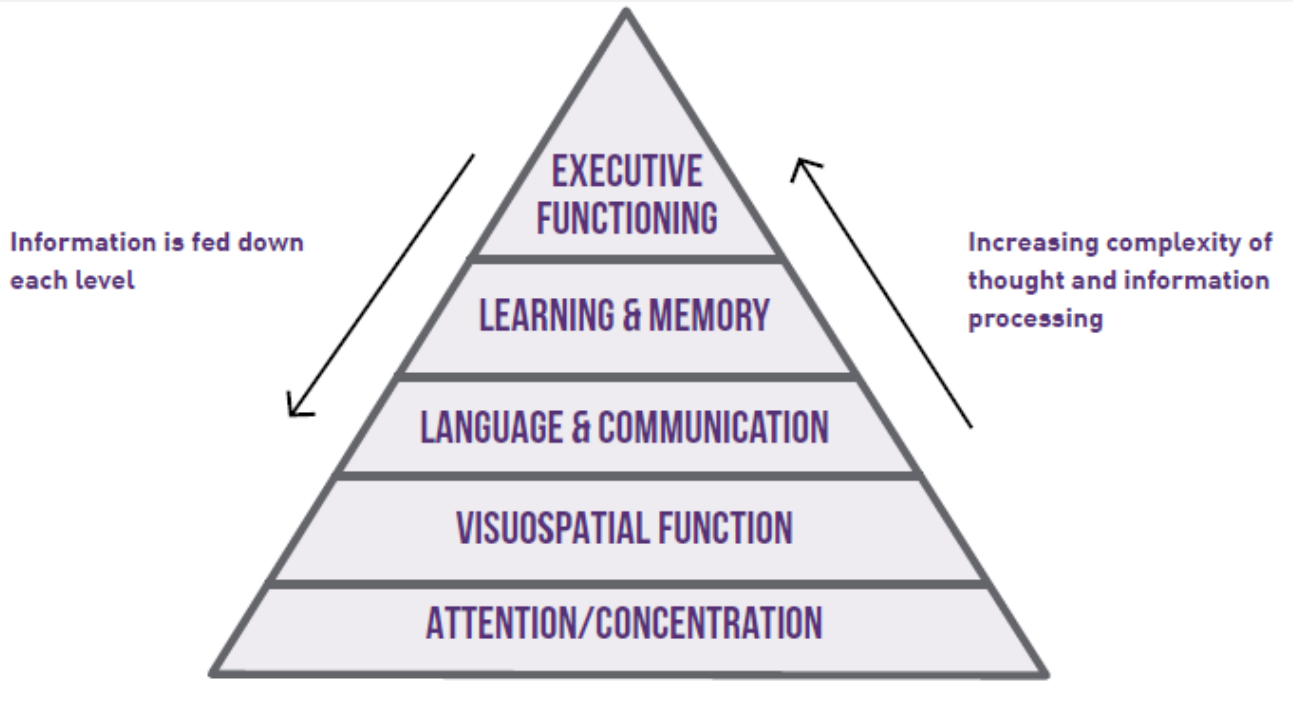 EXECUTIVE
FUNCTIONING
Information is fed down
each level
Increasing complexity of
thought and information
processing
LEARNING & MEMORY
LANGUAGE & COMMUNICATION
VISUOSPATIAL FUNCTION
ATTENTION/CONCENTRATION